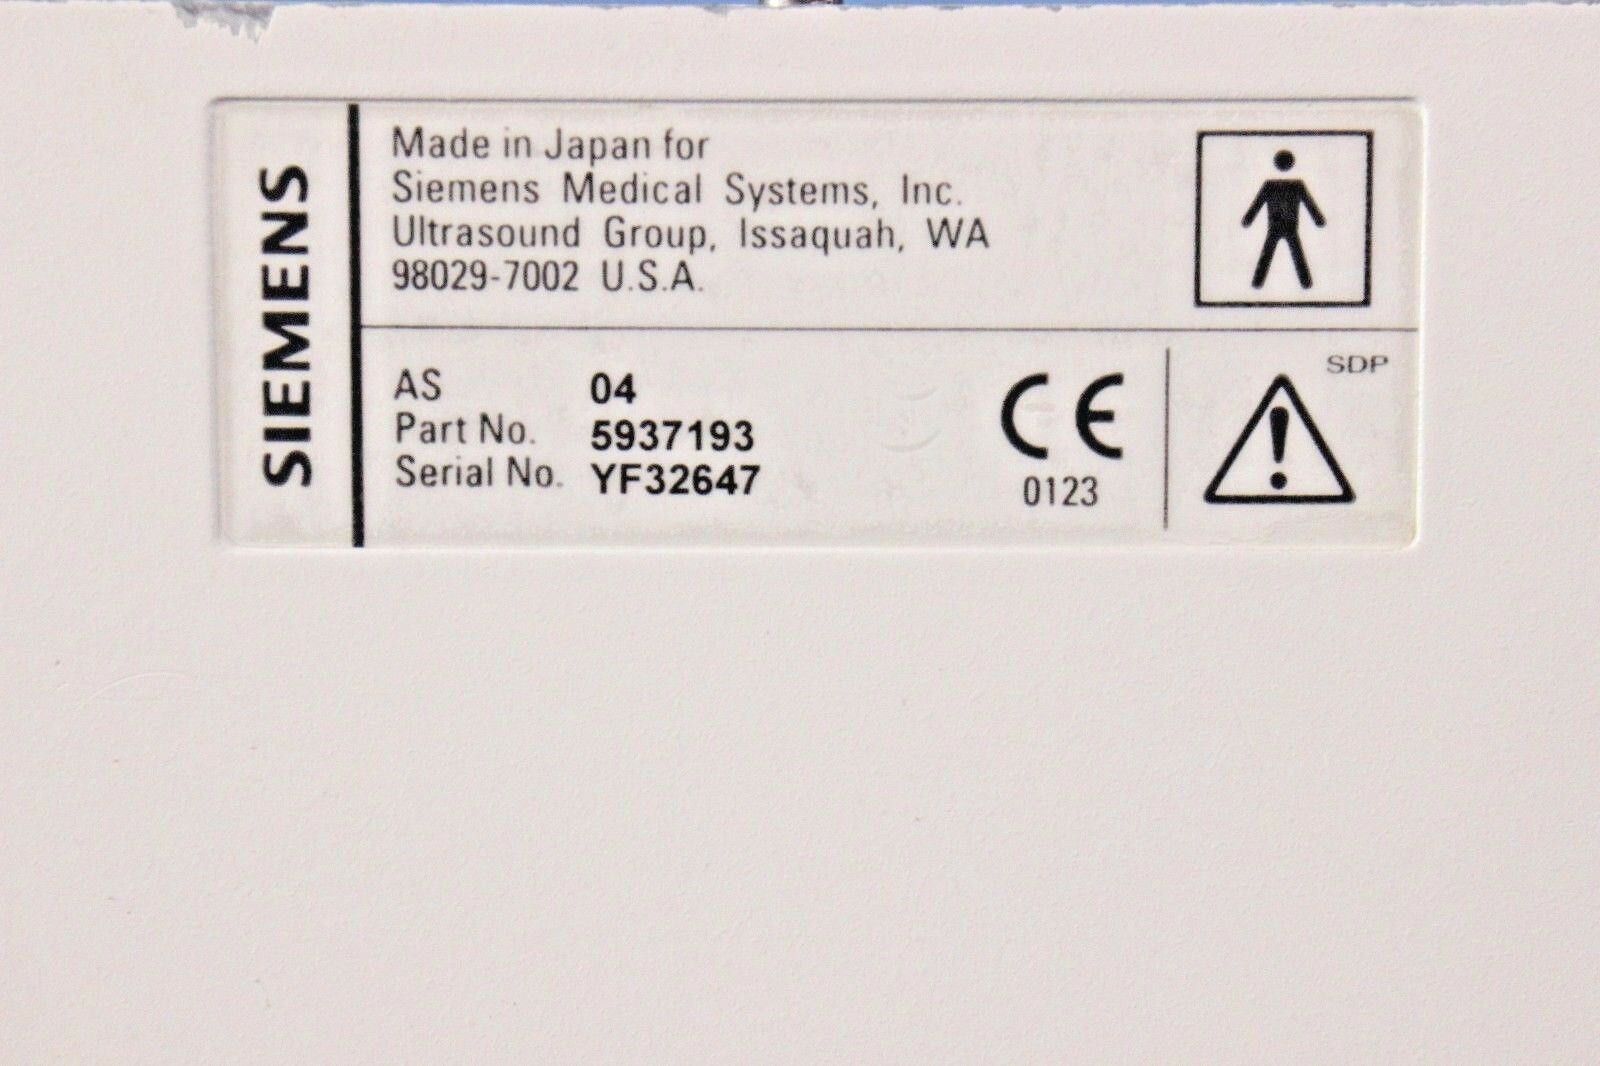 SIEMENS
Made in Japan for
Siemens Medical Systems, Inc.
Ultrasound Group, Issaquah, WA
98029-7002 U.S.A.
AS 04
Part No. 5937193
Serial No. YF32647
CE
0123
SDP
!